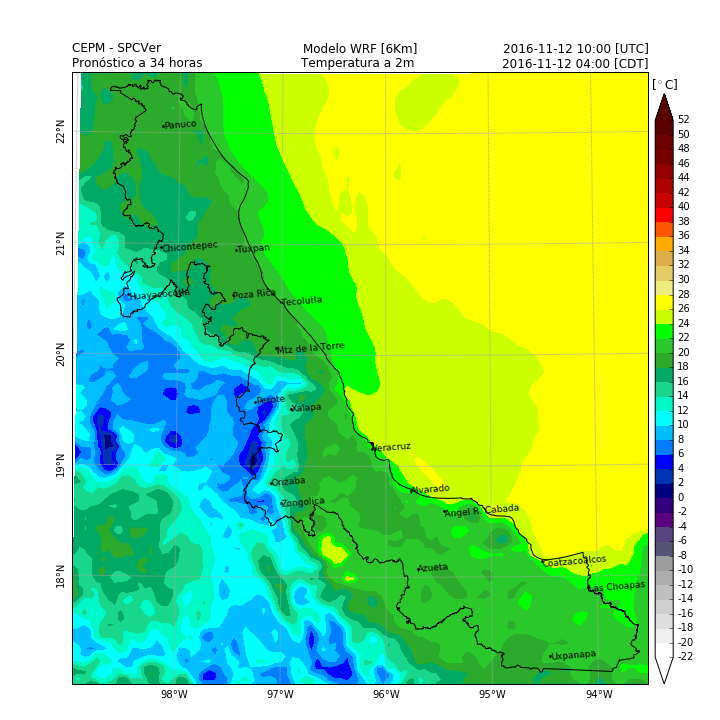 CEPM - SPCVer Modelo WRF [6Km] 2016-11-12 10:00 [UTC]
Pronóstico a 34 horas Temperatura a 2m 2016-11-12 04:00 [CDT]
[°C]
52
50
48
46
44
42
40
38
36
34
32
30
28
26
24
22
20
18
16
14
12
10
8
6
4
2
0
-2
-4
-6
-8
-10
-12
-14
-16
-18
-20
-22
22°N
21°N
20°N
19°N
18°N
Panuco
Chicontepec
Tuxpan
Huayacocotla
Poza Rica
Tecolutla
Mtz de la Torre
Perote
Xalapa
Veracruz
Orizaba
Alvarado
Zongolica
Angel R. Cabada
Azueta
Coatzacoalcos
Las Choapas
Uxpanapa
98°W 97°W 96°W 95°W 94°W